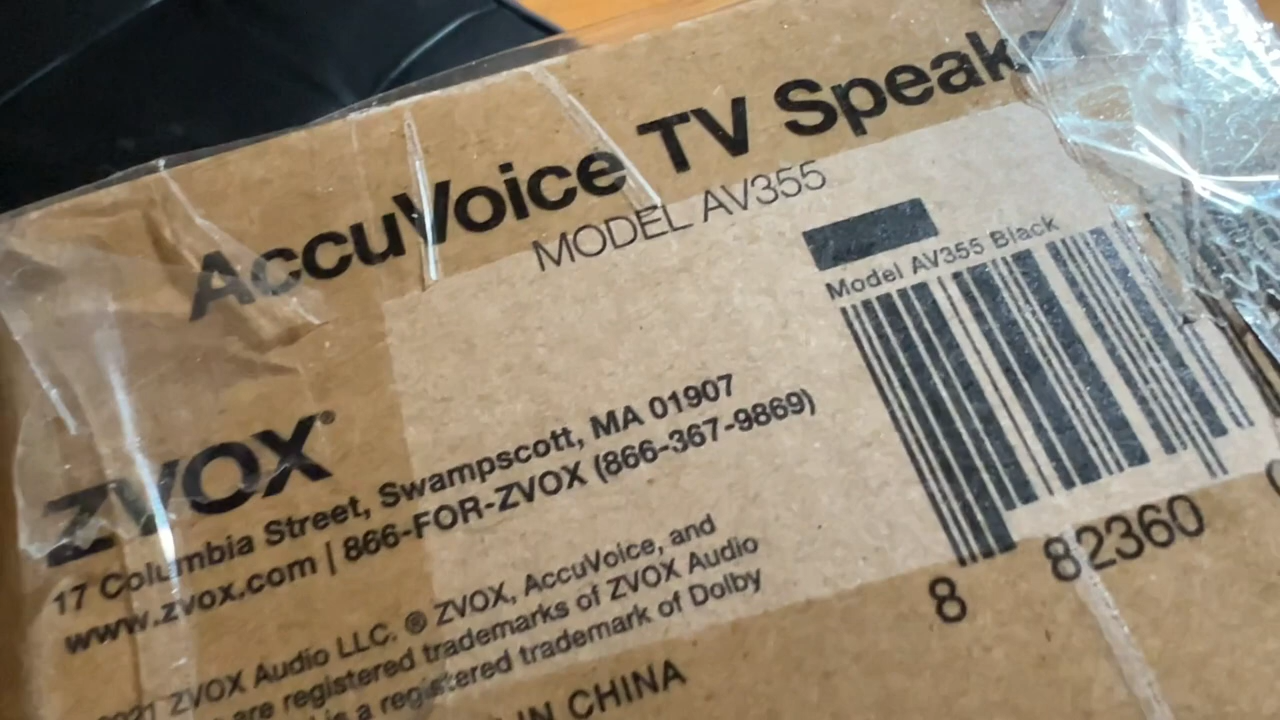 AccuVoice TV Speak
MODEL AV355
Model AV355 Black
ZVOX®
17 Columbia Street, Swampscott, MA 01907
www.zvox.com | 866-FOR-ZVOX (866-367-9869)
ZVOX Audio LLC. ® ZVOX, AccuVoice, and
are registered trademarks of ZVOX Audio
is a registered trademark of Dolby
IN CHINA
8 82360